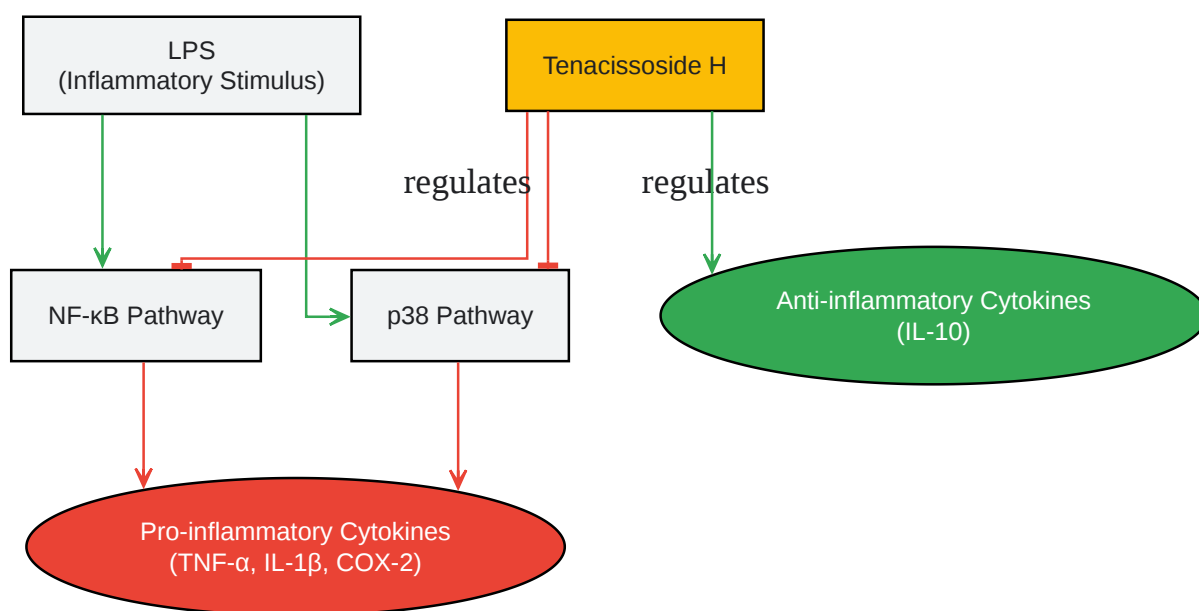 LPS
(Inflammatory Stimulus)
Tenacissoside H
regulates
regulates
NF-κB Pathway
p38 Pathway
Anti-inflammatory Cytokines
(IL-10)
Pro-inflammatory Cytokines
(TNF-α, IL-1β, COX-2)